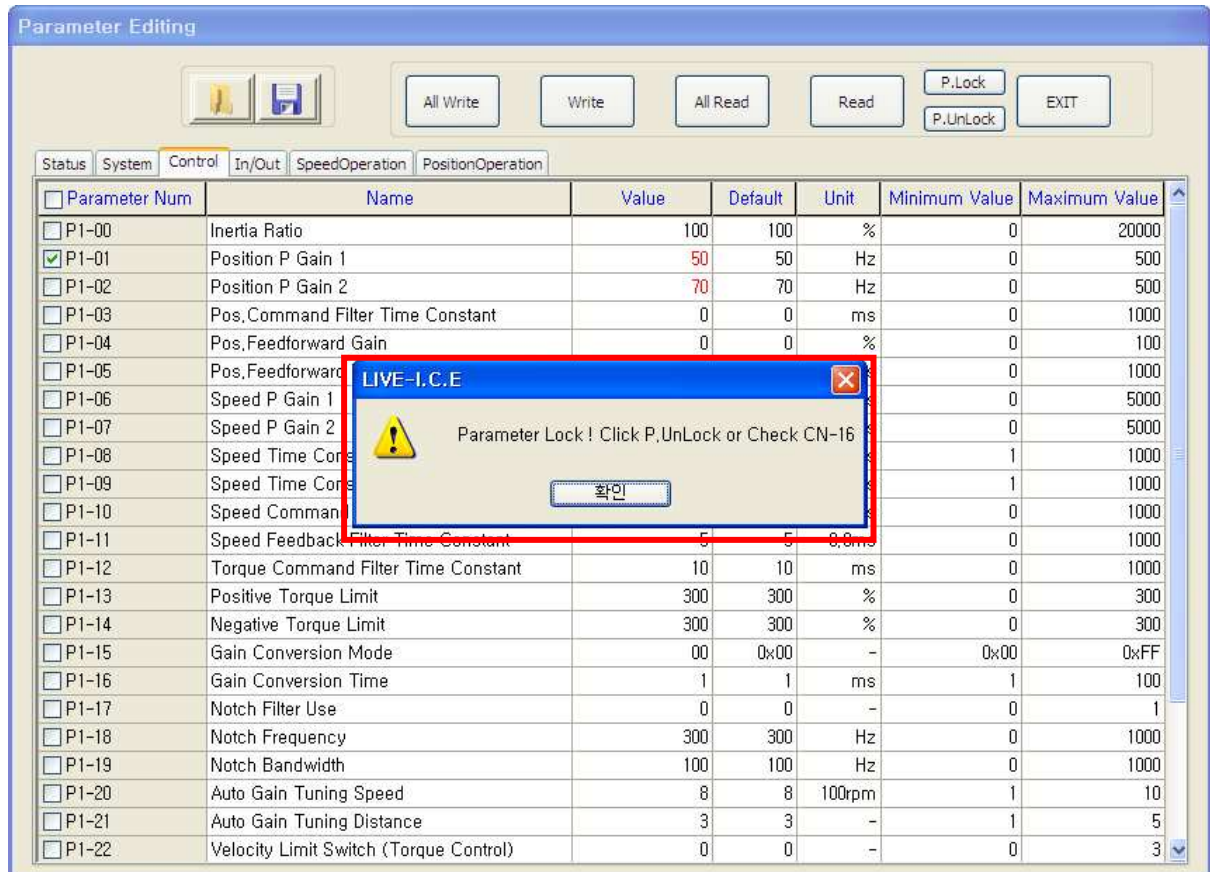 Parameter Editing
All Write Write All Read Read P.Lock P.UnLock EXIT
Status System Control In/Out SpeedOperation PositionOperation
Parameter Num Name Value Default Unit Minimum Value Maximum Value
P1-00 Inertia Ratio 100 100 % 0 20000
P1-01 Position P Gain 1 50 50 Hz 0 500
P1-02 Position P Gain 2 70 70 Hz 0 500
P1-03 Pos,Command Filter Time Constant 0 0 ms 0 1000
P1-04 Pos,Feedforward Gain 0 0 % 0 100
P1-05 Pos,Feedforward 0 1000
P1-06 Speed P Gain 1 0 5000
P1-07 Speed P Gain 2 0 5000
P1-08 Speed Time 1 1000
P1-09 Speed Time 1 1000
P1-10 Speed Command 0 1000
LIVE-I.C.E
Parameter Lock ! Click P,UnLock or Check CN-16
확인
P1-11 Speed Feedback Filter Time Constant 5 5 0 1000
P1-12 Torque Command Filter Time Constant 10 10 ms 0 1000
P1-13 Positive Torque Limit 300 300 % 0 300
P1-14 Negative Torque Limit 300 300 % 0 300
P1-15 Gain Conversion Mode 00 0x00 - 0x00 0xFF
P1-16 Gain Conversion Time 1 1 ms 1 100
P1-17 Notch Filter Use 0 0 - 0 1
P1-18 Notch Frequency 300 300 Hz 0 1000
P1-19 Notch Bandwidth 100 100 Hz 0 1000
P1-20 Auto Gain Tuning Speed 8 8 100rpm 1 10
P1-21 Auto Gain Tuning Distance 3 3 - 1 5
P1-22 Velocity Limit Switch (Torque Control) 0 0 - 0 3